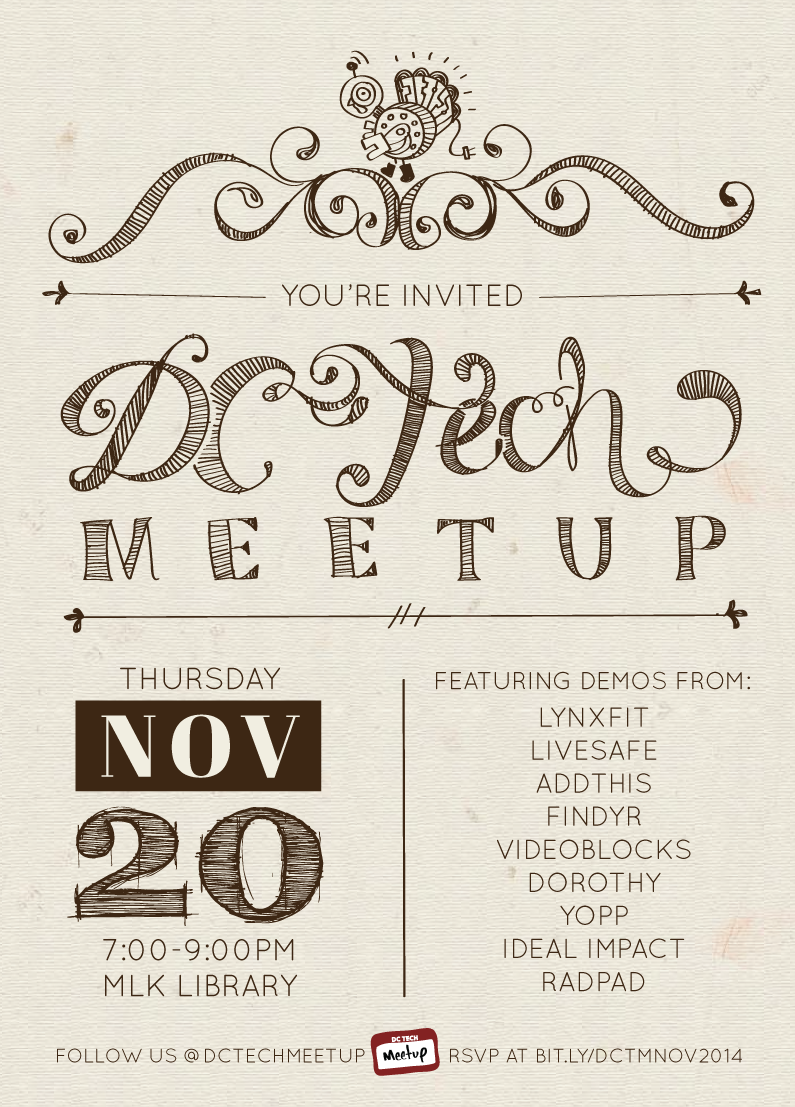 YOU'RE INVITED
DC Tech
MEETUP
THURSDAY
NOV
20
7:00-9:00PM
MLK LIBRARY
FEATURING DEMOS FROM:
LYNXFIT
LIVESAFE
ADDTHIS
FINDYR
VIDEOBLOCKS
DOROTHY
YOPP
IDEAL IMPACT
RADPAD
FOLLOW US @DCTECHMEETUP
DC TECH
Meetup
RSVP AT BIT.LY/DCTMNOV2014